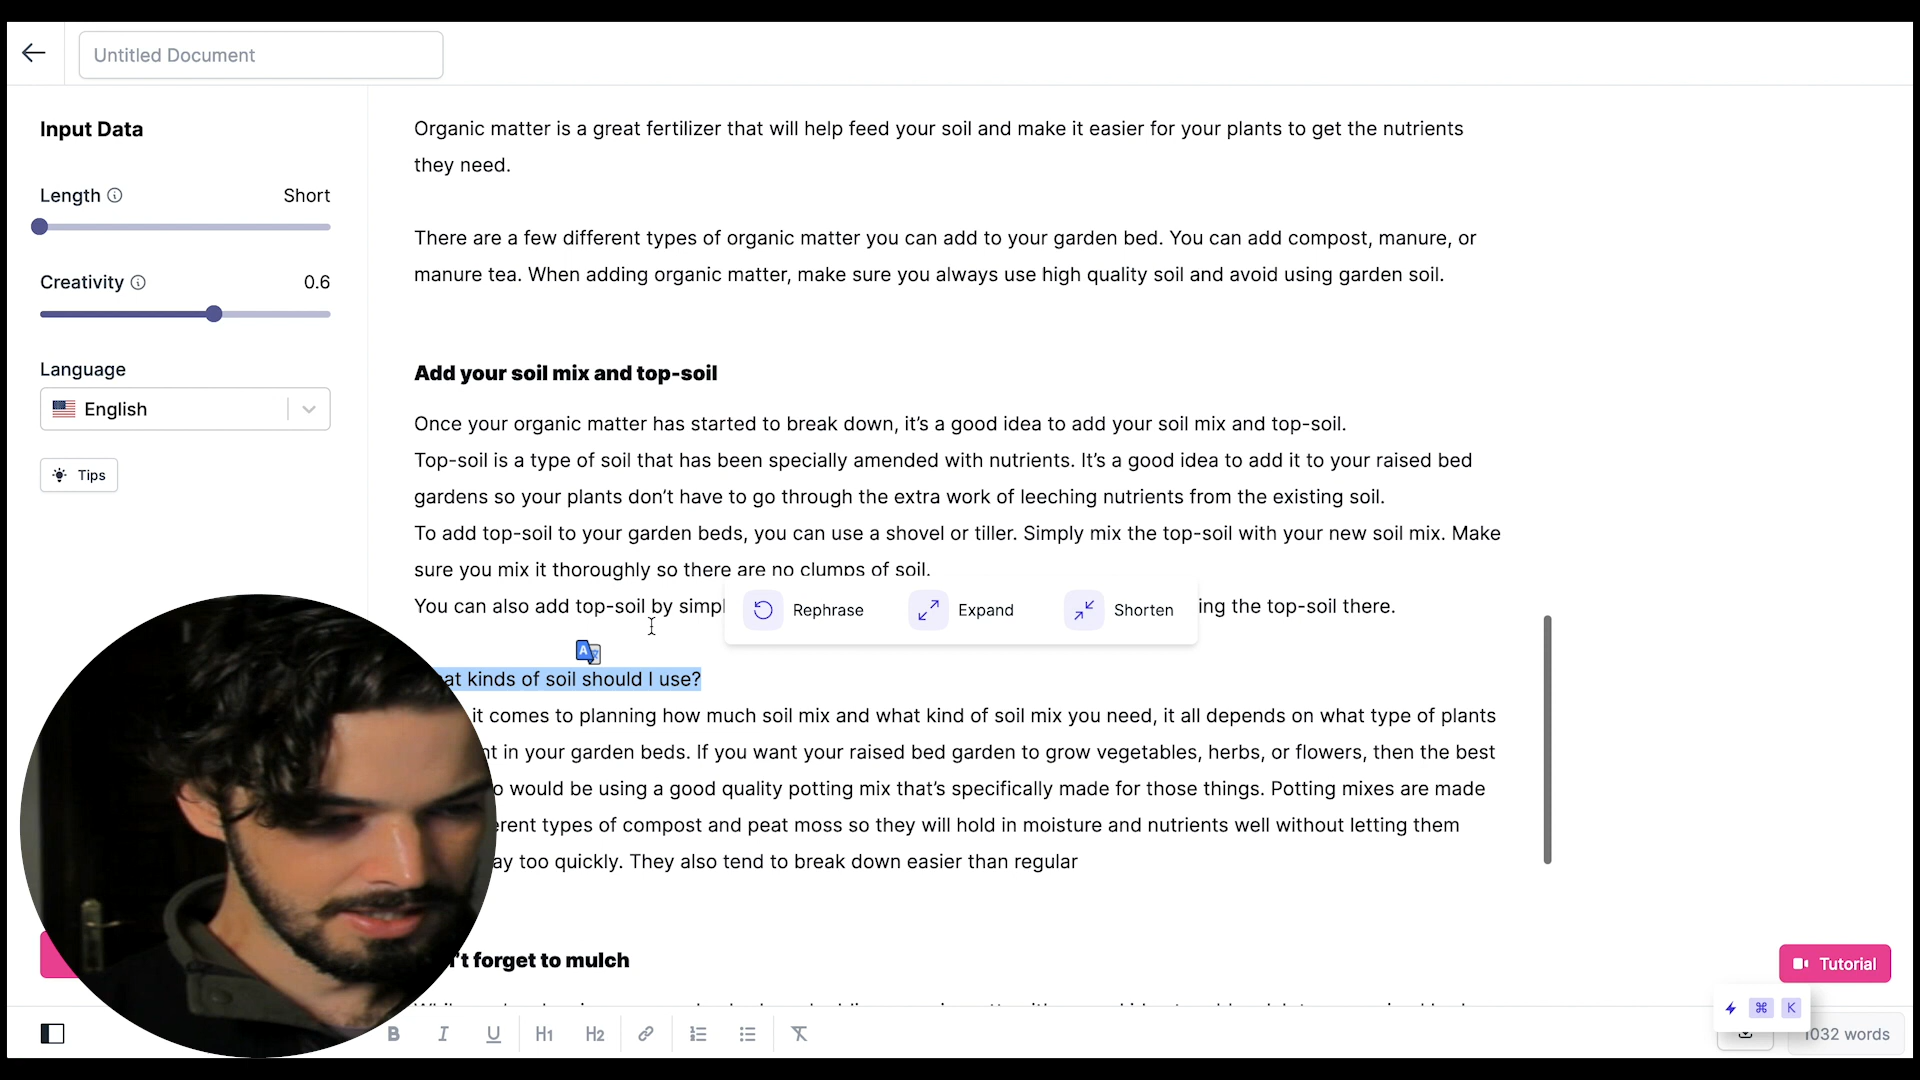 Untitled Document
Input Data
Length
Short
Creativity
0.6
Language
English
Tips
Organic matter is a great fertilizer that will help feed your soil and make it easier for your plants to get the nutrients
they need.
There are a few different types of organic matter you can add to your garden bed. You can add compost, manure, or
manure tea. When adding organic matter, make sure you always use high quality soil and avoid using garden soil.
Add your soil mix and top-soil
Once your organic matter has started to break down, it’s a good idea to add your soil mix and top-soil.
Top-soil is a type of soil that has been specially amended with nutrients. It’s a good idea to add it to your raised bed
gardens so your plants don’t have to go through the extra work of leeching nutrients from the existing soil.
To add top-soil to your garden beds, you can use a shovel or tiller. Simply mix the top-soil with your new soil mix. Make
sure you mix it thoroughly so there are no clumps of soil.
You can also add top-soil by simpl
ing the top-soil there.
Rephrase
Expand
Shorten
at kinds of soil should I use?
it comes to planning how much soil mix and what kind of soil mix you need, it all depends on what type of plants
nt in your garden beds. If you want your raised bed garden to grow vegetables, herbs, or flowers, then the best
o would be using a good quality potting mix that’s specifically made for those things. Potting mixes are made
erent types of compost and peat moss so they will hold in moisture and nutrients well without letting them
ay too quickly. They also tend to break down easier than regular
’t forget to mulch
Tutorial
⌘ K
B I U H1 H2
1032 words